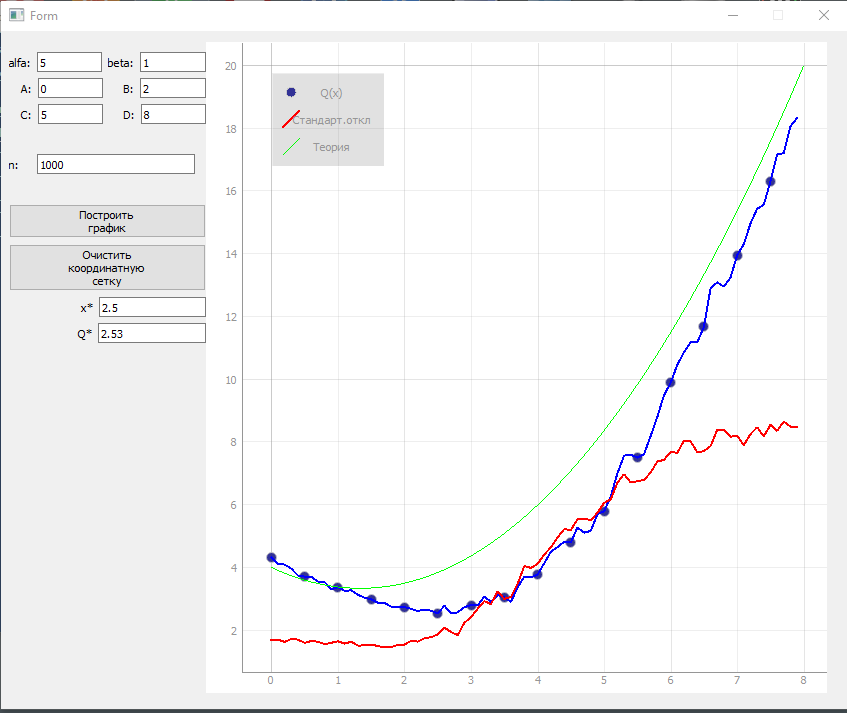 Form
alfa: 5 beta: 1
A: 0 B: 2
C: 5 D: 8
n: 1000
Построить
график
Очистить
координатную
сетку
x* 2.5
Q* 2.53
Q(x)
Стандарт.откл
Теория
20
18
16
14
12
10
8
6
4
2
0 1 2 3 4 5 6 7 8